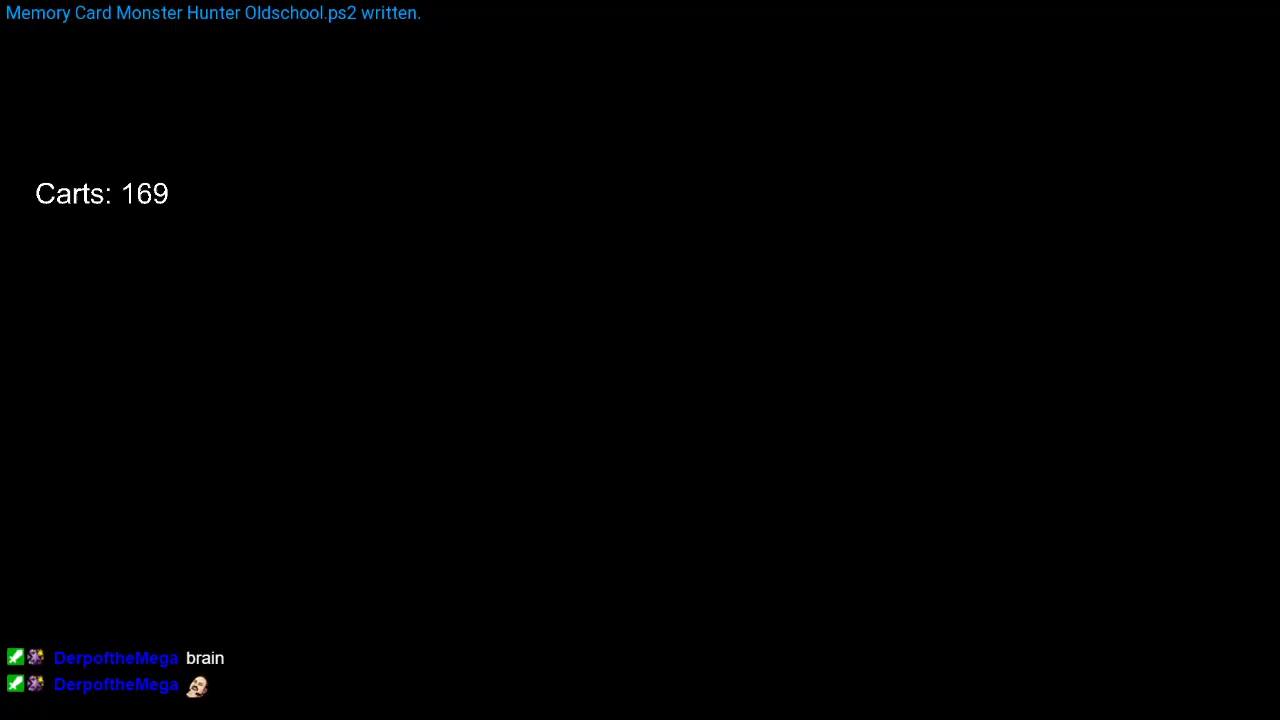 Memory Card Monster Hunter Oldschool.ps2 written.
Carts: 169
DerpoftheMega brain
DerpoftheMega